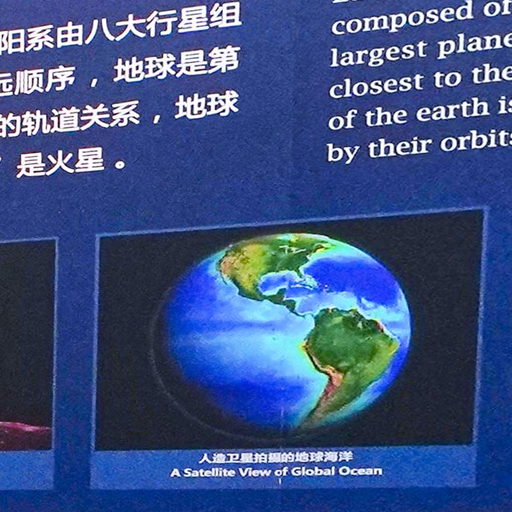 阳系由八大行星组
远顺序，地球是第
的轨道关系，地球
是火星。
composed of
largest plane
closest to the
of the earth is
by their orbits
人造卫星拍摄的地球海洋
A Satellite View of Global Ocean